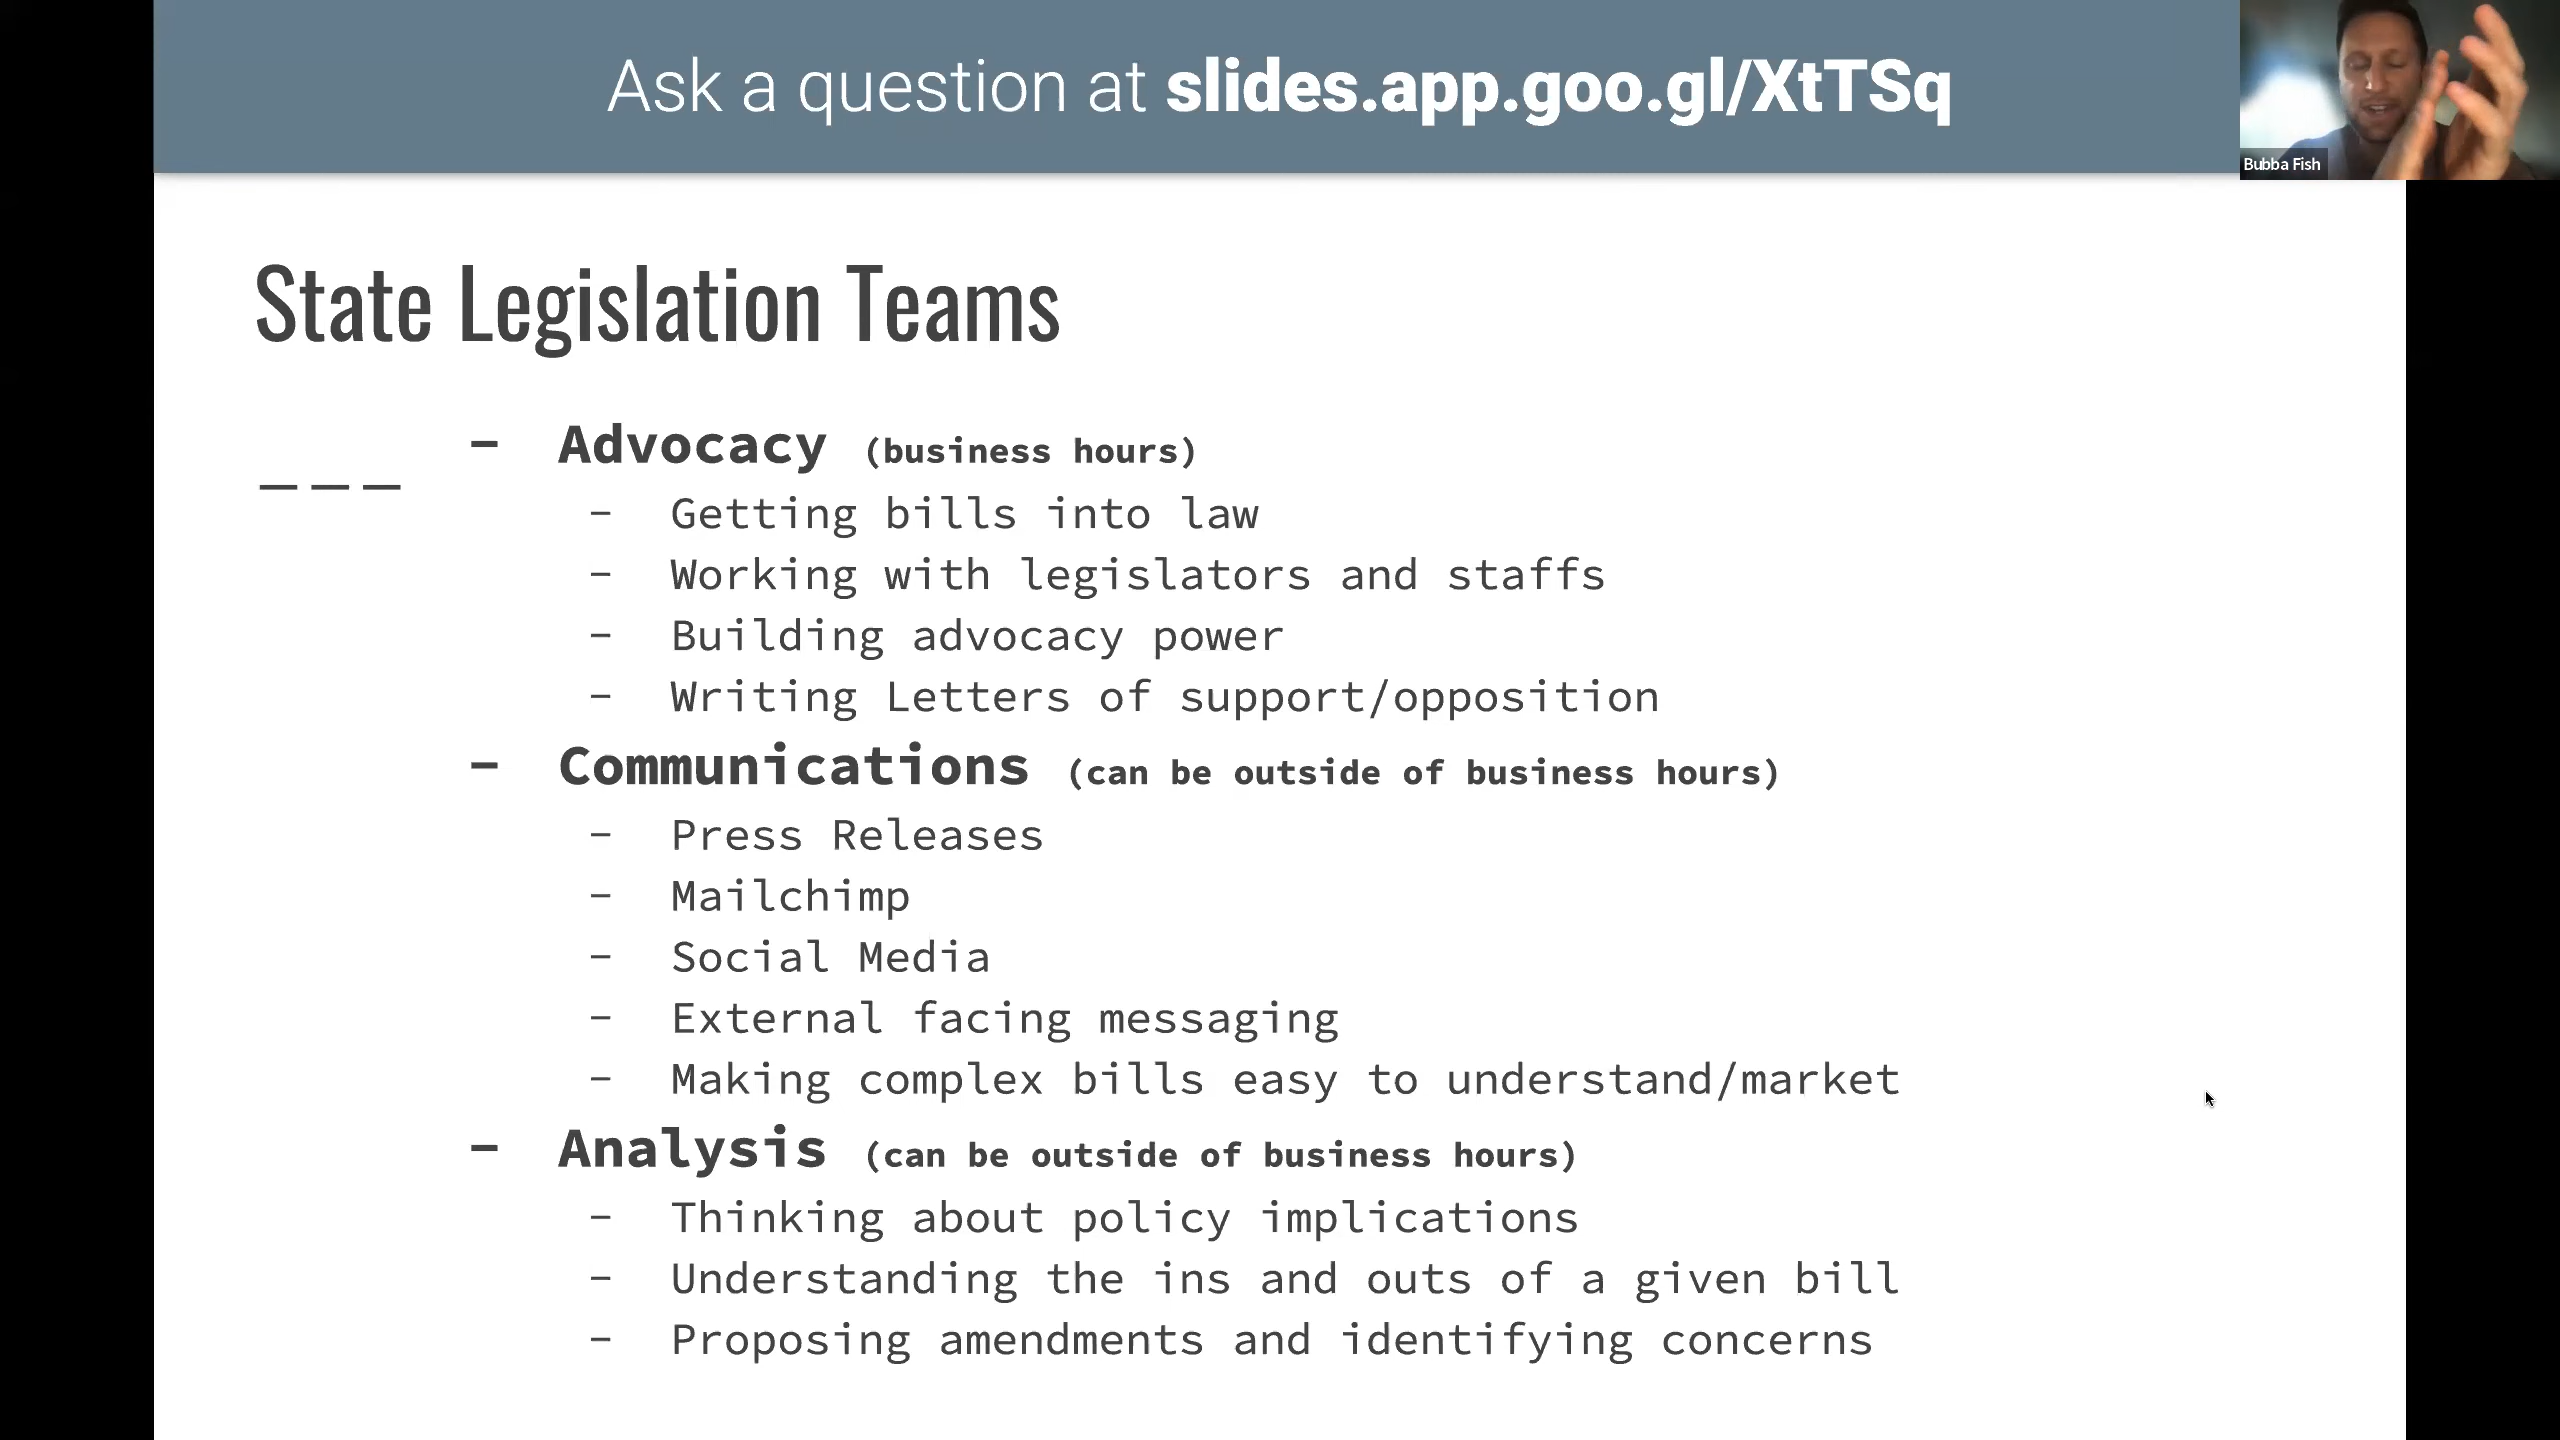 Ask a question at slides.app.goo.gl/XtTSq
Bubba Fish
State Legislation Teams
- Advocacy (business hours)
- Getting bills into law
- Working with legislators and staffs
- Building advocacy power
- Writing Letters of support/opposition
- Communications (can be outside of business hours)
- Press Releases
- Mailchimp
- Social Media
- External facing messaging
- Making complex bills easy to understand/market
- Analysis (can be outside of business hours)
- Thinking about policy implications
- Understanding the ins and outs of a given bill
- Proposing amendments and identifying concerns